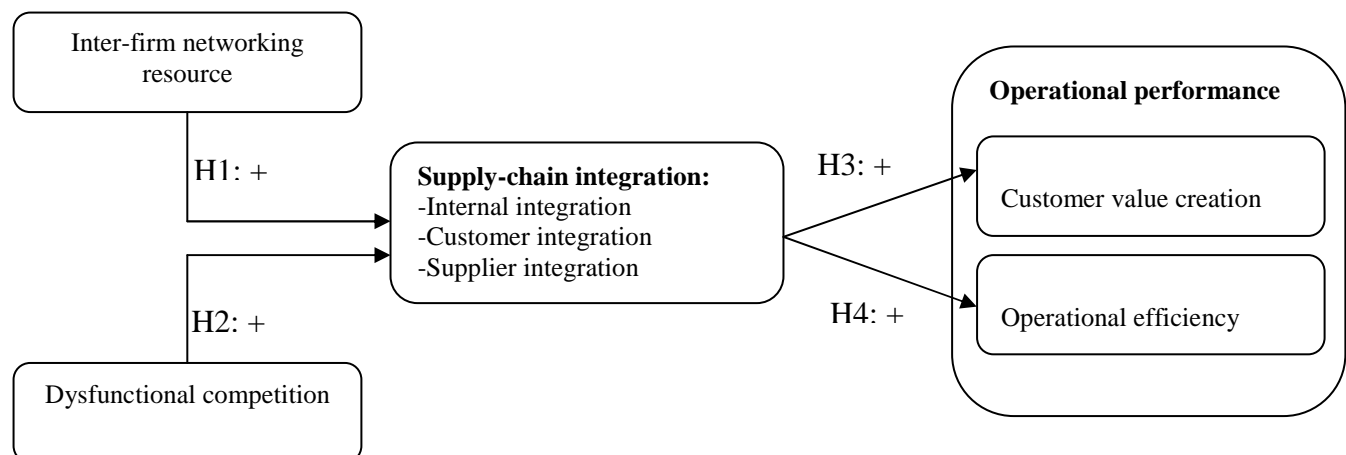 Inter-firm networking
resource
H1: +
Supply-chain integration:
-Internal integration
-Customer integration
-Supplier integration
H2: +
Dysfunctional competition
H3: +
H4: +
Operational performance
Customer value creation
Operational efficiency